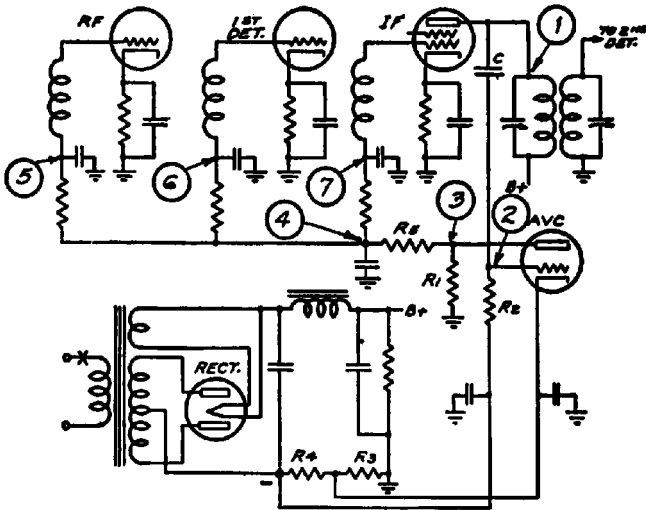 RF
1ST DET.
IF
C
1
TO 2ND DET.
5
6
7
B+
4
3
2
AVC
R5
R1
R2
B+
RECT.
R4
R3
-